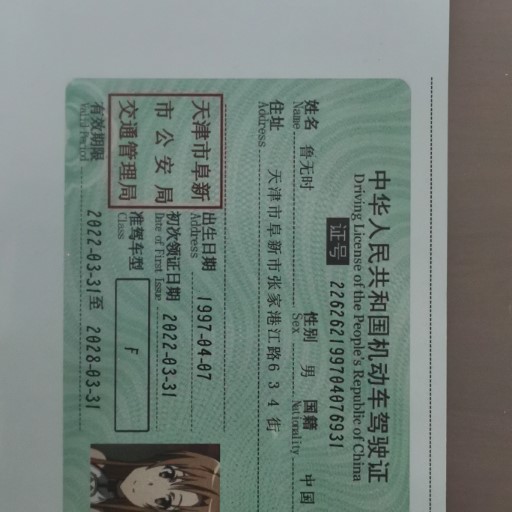 中华人民共和国机动车驾驶证
Driving License of the People's Republic of China
证号 226262199704076931
姓名 鲁无时 性别 男 国籍 中国
Name Sex Nationality
住址 天津市阜新市张家港江路634街
Address
天津市阜新
市公安局
交通管理局
出生日期 1997-04-07
Address
初次领证日期 2022-03-31
Date of First Issue
准驾车型 F
Class
有效期限 2022-03-31至 2028-03-31
Valid Period